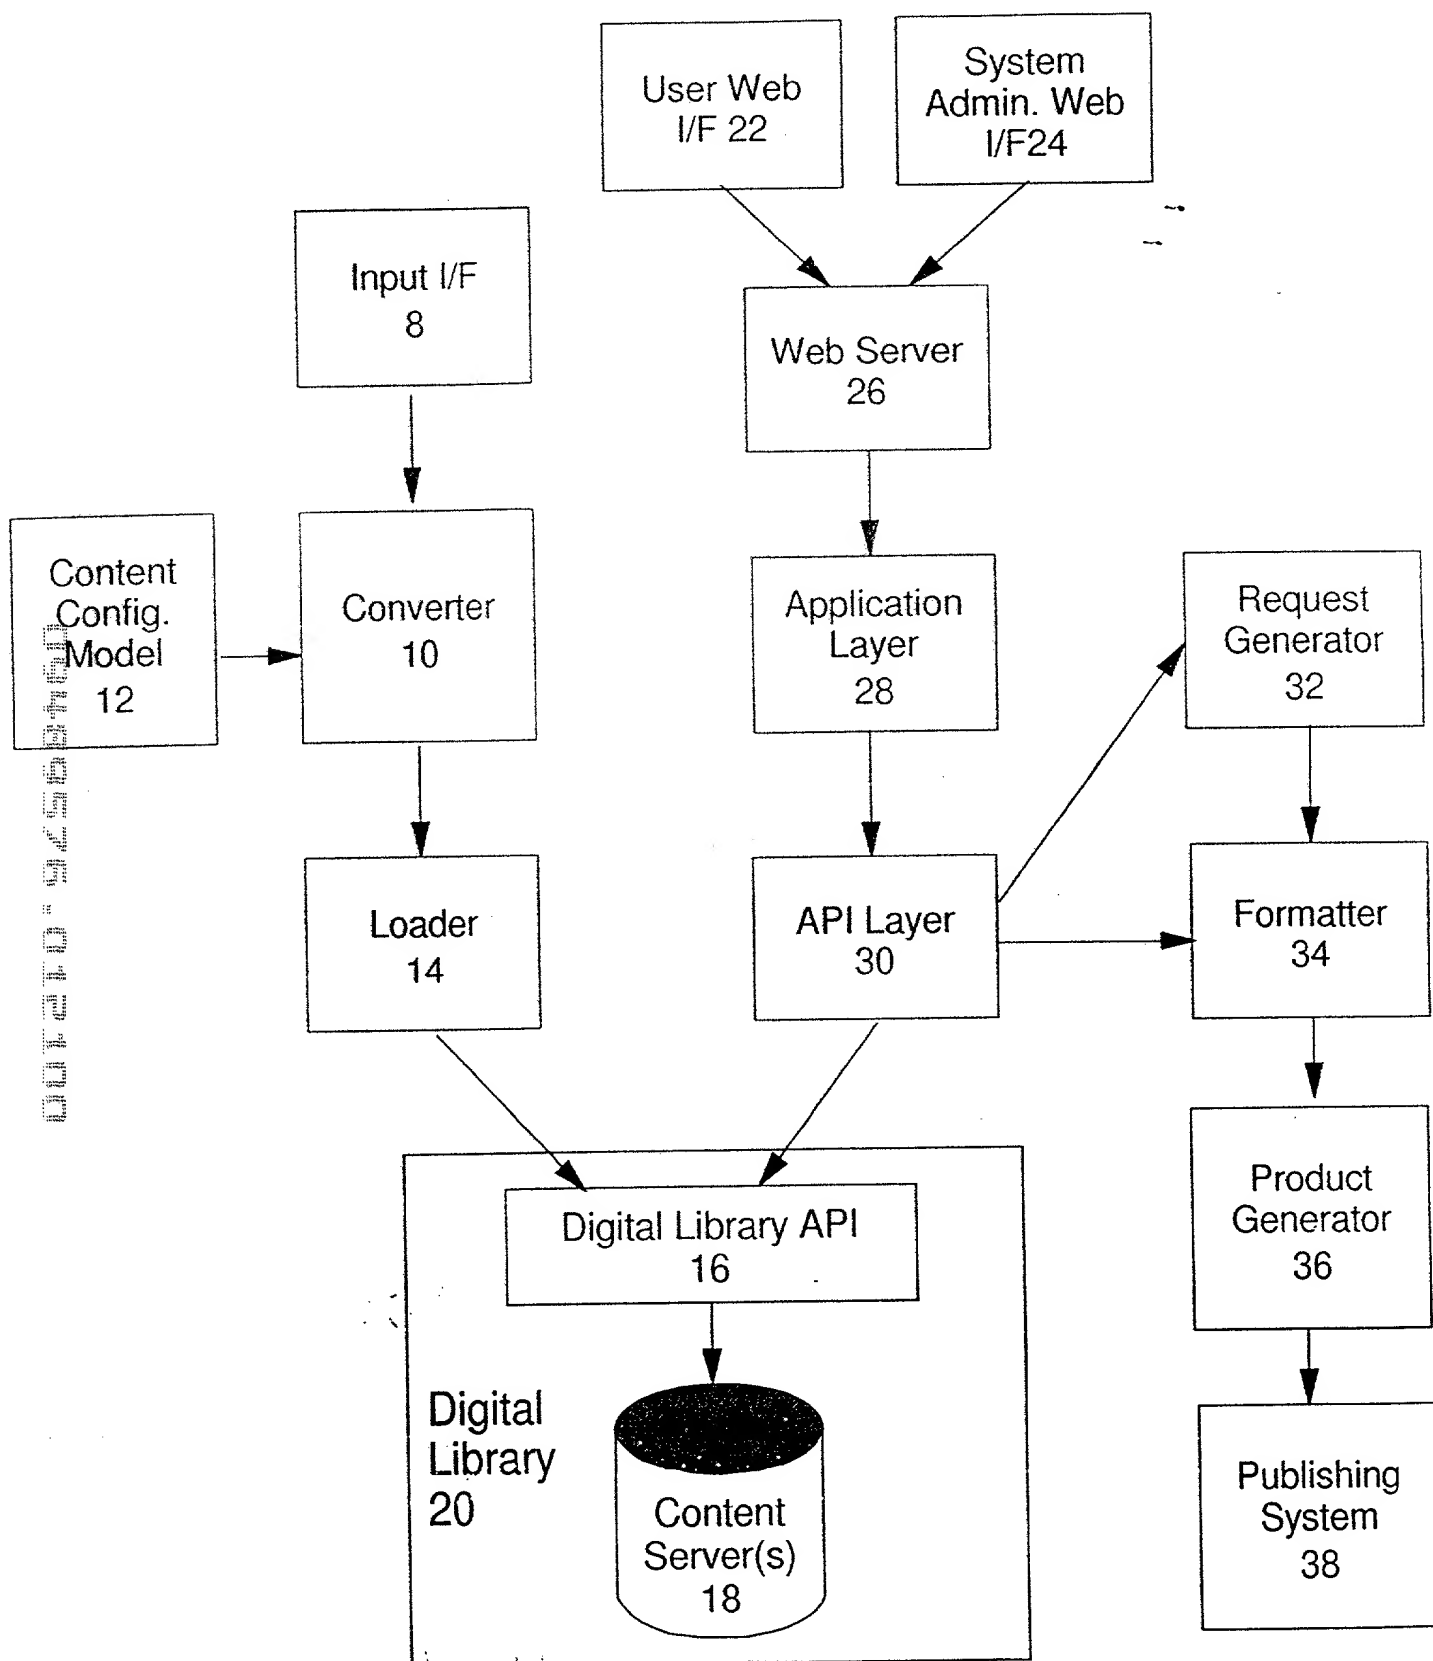 User Web
I/F 22
System
Admin. Web
I/F24
Input I/F
8
Web Server
26
Content
Config.
Model
12
Converter
10
Application
Layer
28
Request
Generator
32
Loader
14
API Layer
30
Formatter
34
Digital Library API
16
Product
Generator
36
Digital
Library
20
Content
Server(s)
18
Publishing
System
38